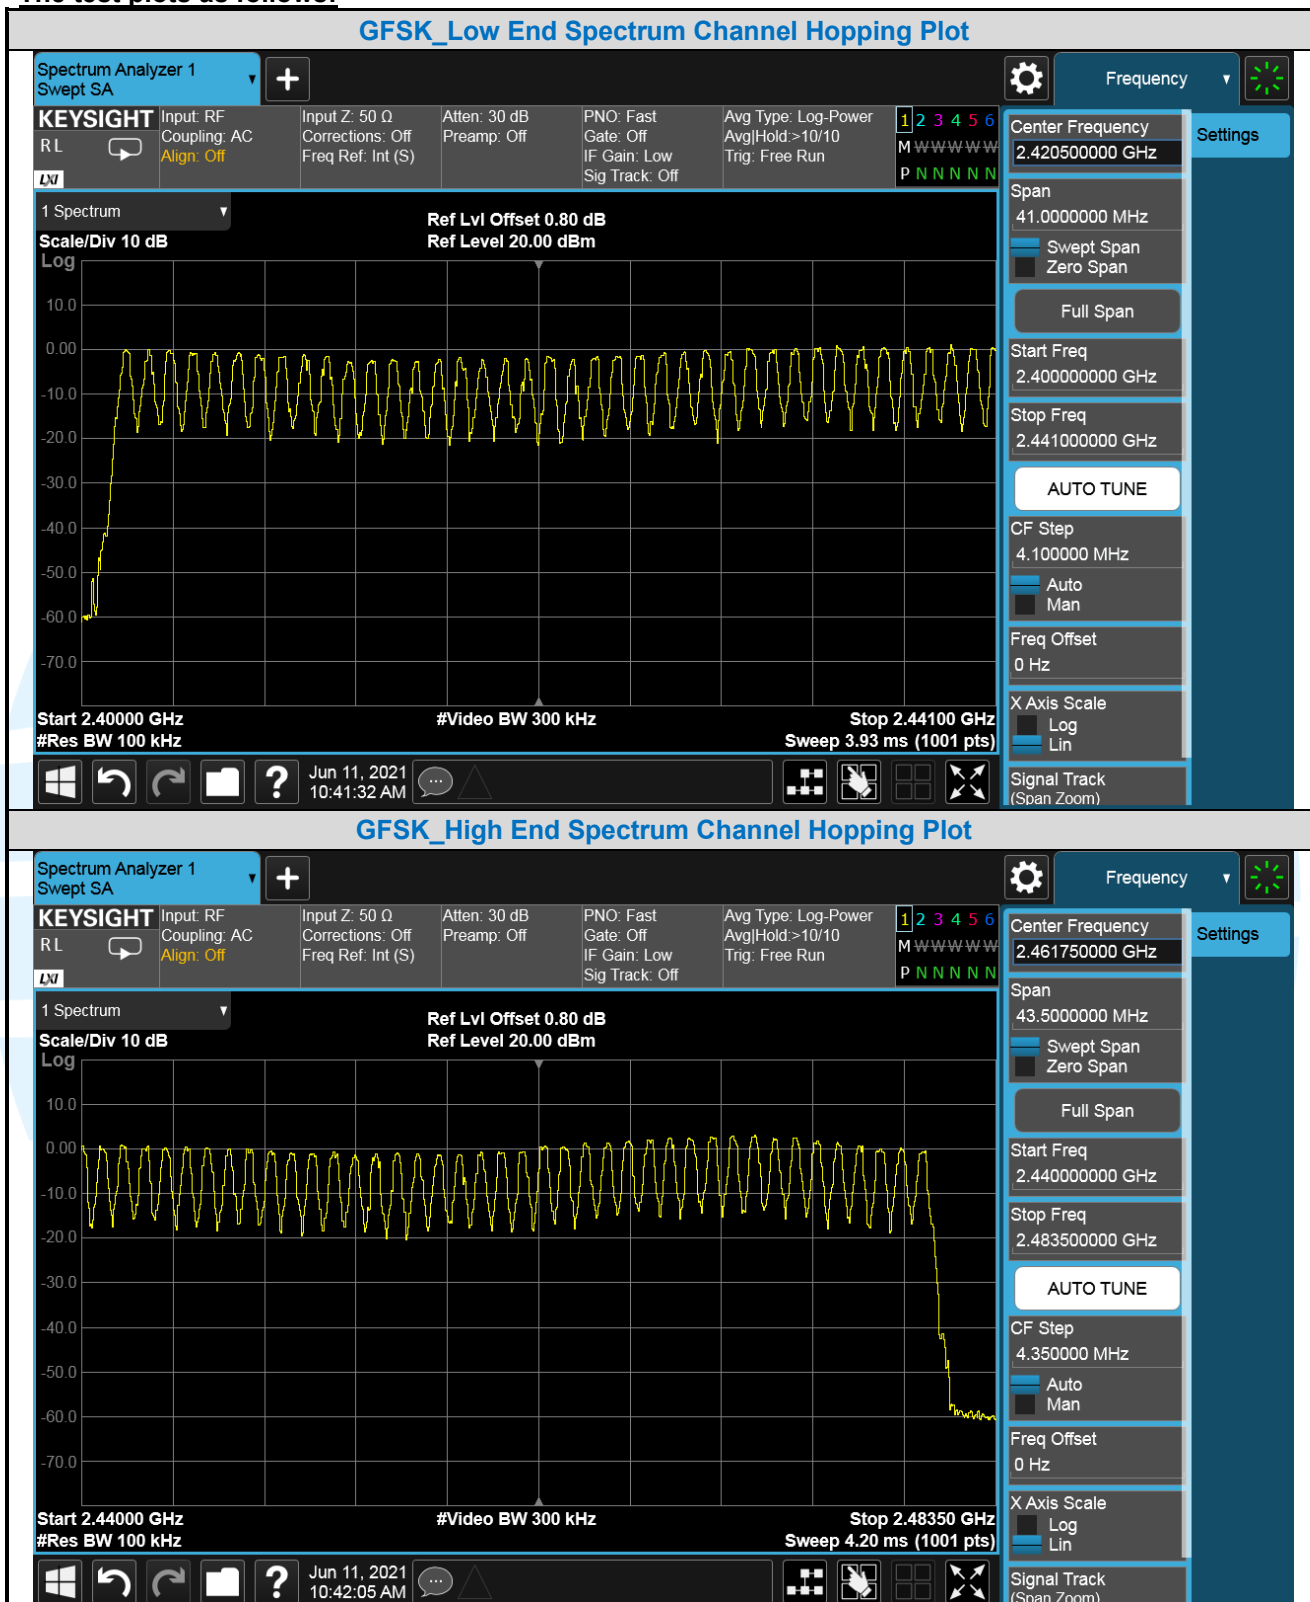 The test plots as follows:
GFSK_Low End Spectrum Channel Hopping Plot
Spectrum Analyzer 1
Swept SA
Frequency
KEYSIGHT
R L
LXI
Input: RF
Coupling: AC
Align: Off
Input Z: 50 Ω
Corrections: Off
Freq Ref: Int (S)
Atten: 30 dB
Preamp: Off
PNO: Fast
Gate: Off
IF Gain: Low
Sig Track: Off
Avg Type: Log-Power
Avg|Hold:>10/10
Trig: Free Run
1 2 3 4 5 6
M W W W W W
P N N N N N
Center Frequency
2.420500000 GHz
Settings
Span
41.0000000 MHz
Swept Span
Zero Span
Full Span
Start Freq
2.400000000 GHz
Stop Freq
2.441000000 GHz
AUTO TUNE
CF Step
4.100000 MHz
Auto
Man
Freq Offset
0 Hz
X Axis Scale
Log
Lin
Signal Track
(Span Zoom)
1 Spectrum
Scale/Div 10 dB
Ref Lvl Offset 0.80 dB
Ref Level 20.00 dBm
Log
10.0
0.00
-10.0
-20.0
-30.0
-40.0
-50.0
-60.0
-70.0
Start 2.40000 GHz
#Video BW 300 kHz
Stop 2.44100 GHz
#Res BW 100 kHz
Sweep 3.93 ms (1001 pts)
?
Jun 11, 2021
10:41:32 AM
GFSK_High End Spectrum Channel Hopping Plot
Spectrum Analyzer 1
Swept SA
Frequency
KEYSIGHT
R L
LXI
Input: RF
Coupling: AC
Align: Off
Input Z: 50 Ω
Corrections: Off
Freq Ref: Int (S)
Atten: 30 dB
Preamp: Off
PNO: Fast
Gate: Off
IF Gain: Low
Sig Track: Off
Avg Type: Log-Power
Avg|Hold:>10/10
Trig: Free Run
1 2 3 4 5 6
M W W W W W
P N N N N N
Center Frequency
2.461750000 GHz
Settings
Span
43.5000000 MHz
Swept Span
Zero Span
Full Span
Start Freq
2.440000000 GHz
Stop Freq
2.483500000 GHz
AUTO TUNE
CF Step
4.350000 MHz
Auto
Man
Freq Offset
0 Hz
X Axis Scale
Log
Lin
Signal Track
(Span Zoom)
1 Spectrum
Scale/Div 10 dB
Ref Lvl Offset 0.80 dB
Ref Level 20.00 dBm
Log
10.0
0.00
-10.0
-20.0
-30.0
-40.0
-50.0
-60.0
-70.0
Start 2.44000 GHz
#Video BW 300 kHz
Stop 2.48350 GHz
#Res BW 100 kHz
Sweep 4.20 ms (1001 pts)
?
Jun 11, 2021
10:42:05 AM